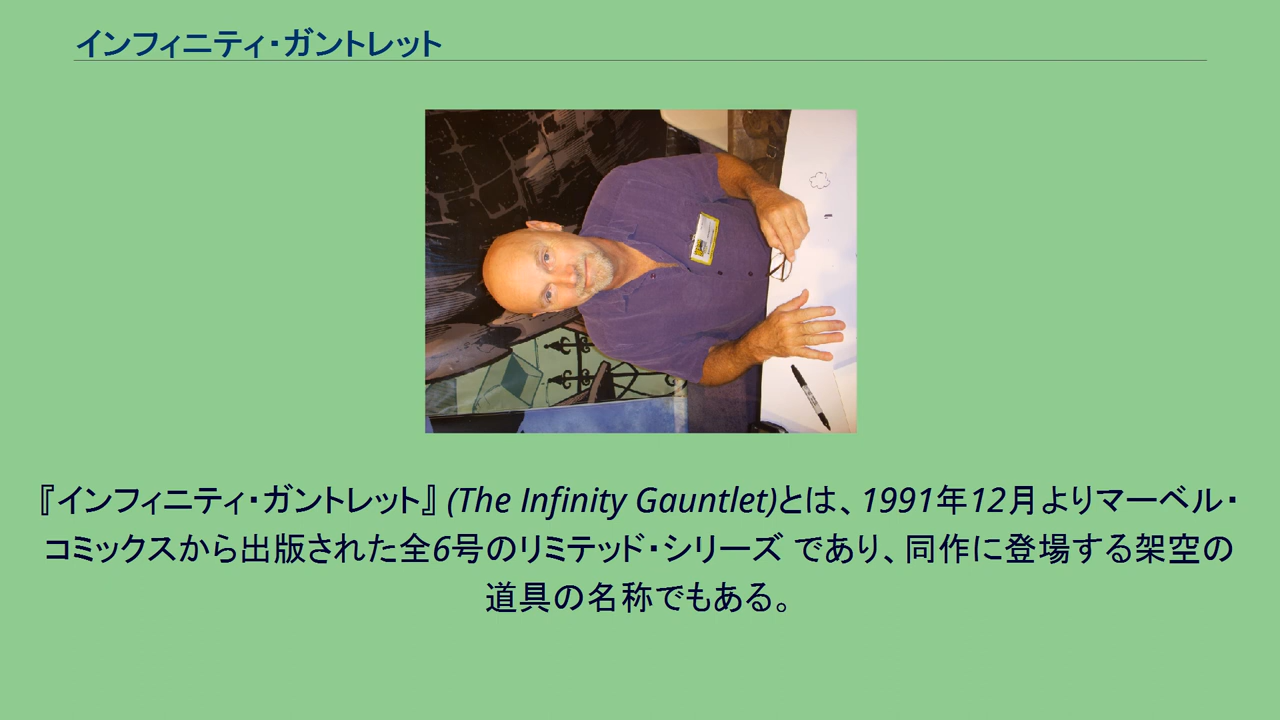 インフィニティ・ガントレット
『インフィニティ・ガントレット』 (The Infinity Gauntlet)とは、1991年12月よりマーベル・
コミックスから出版された全6号のリミテッド・シリーズ であり、同作に登場する架空の
道具の名称でもある。